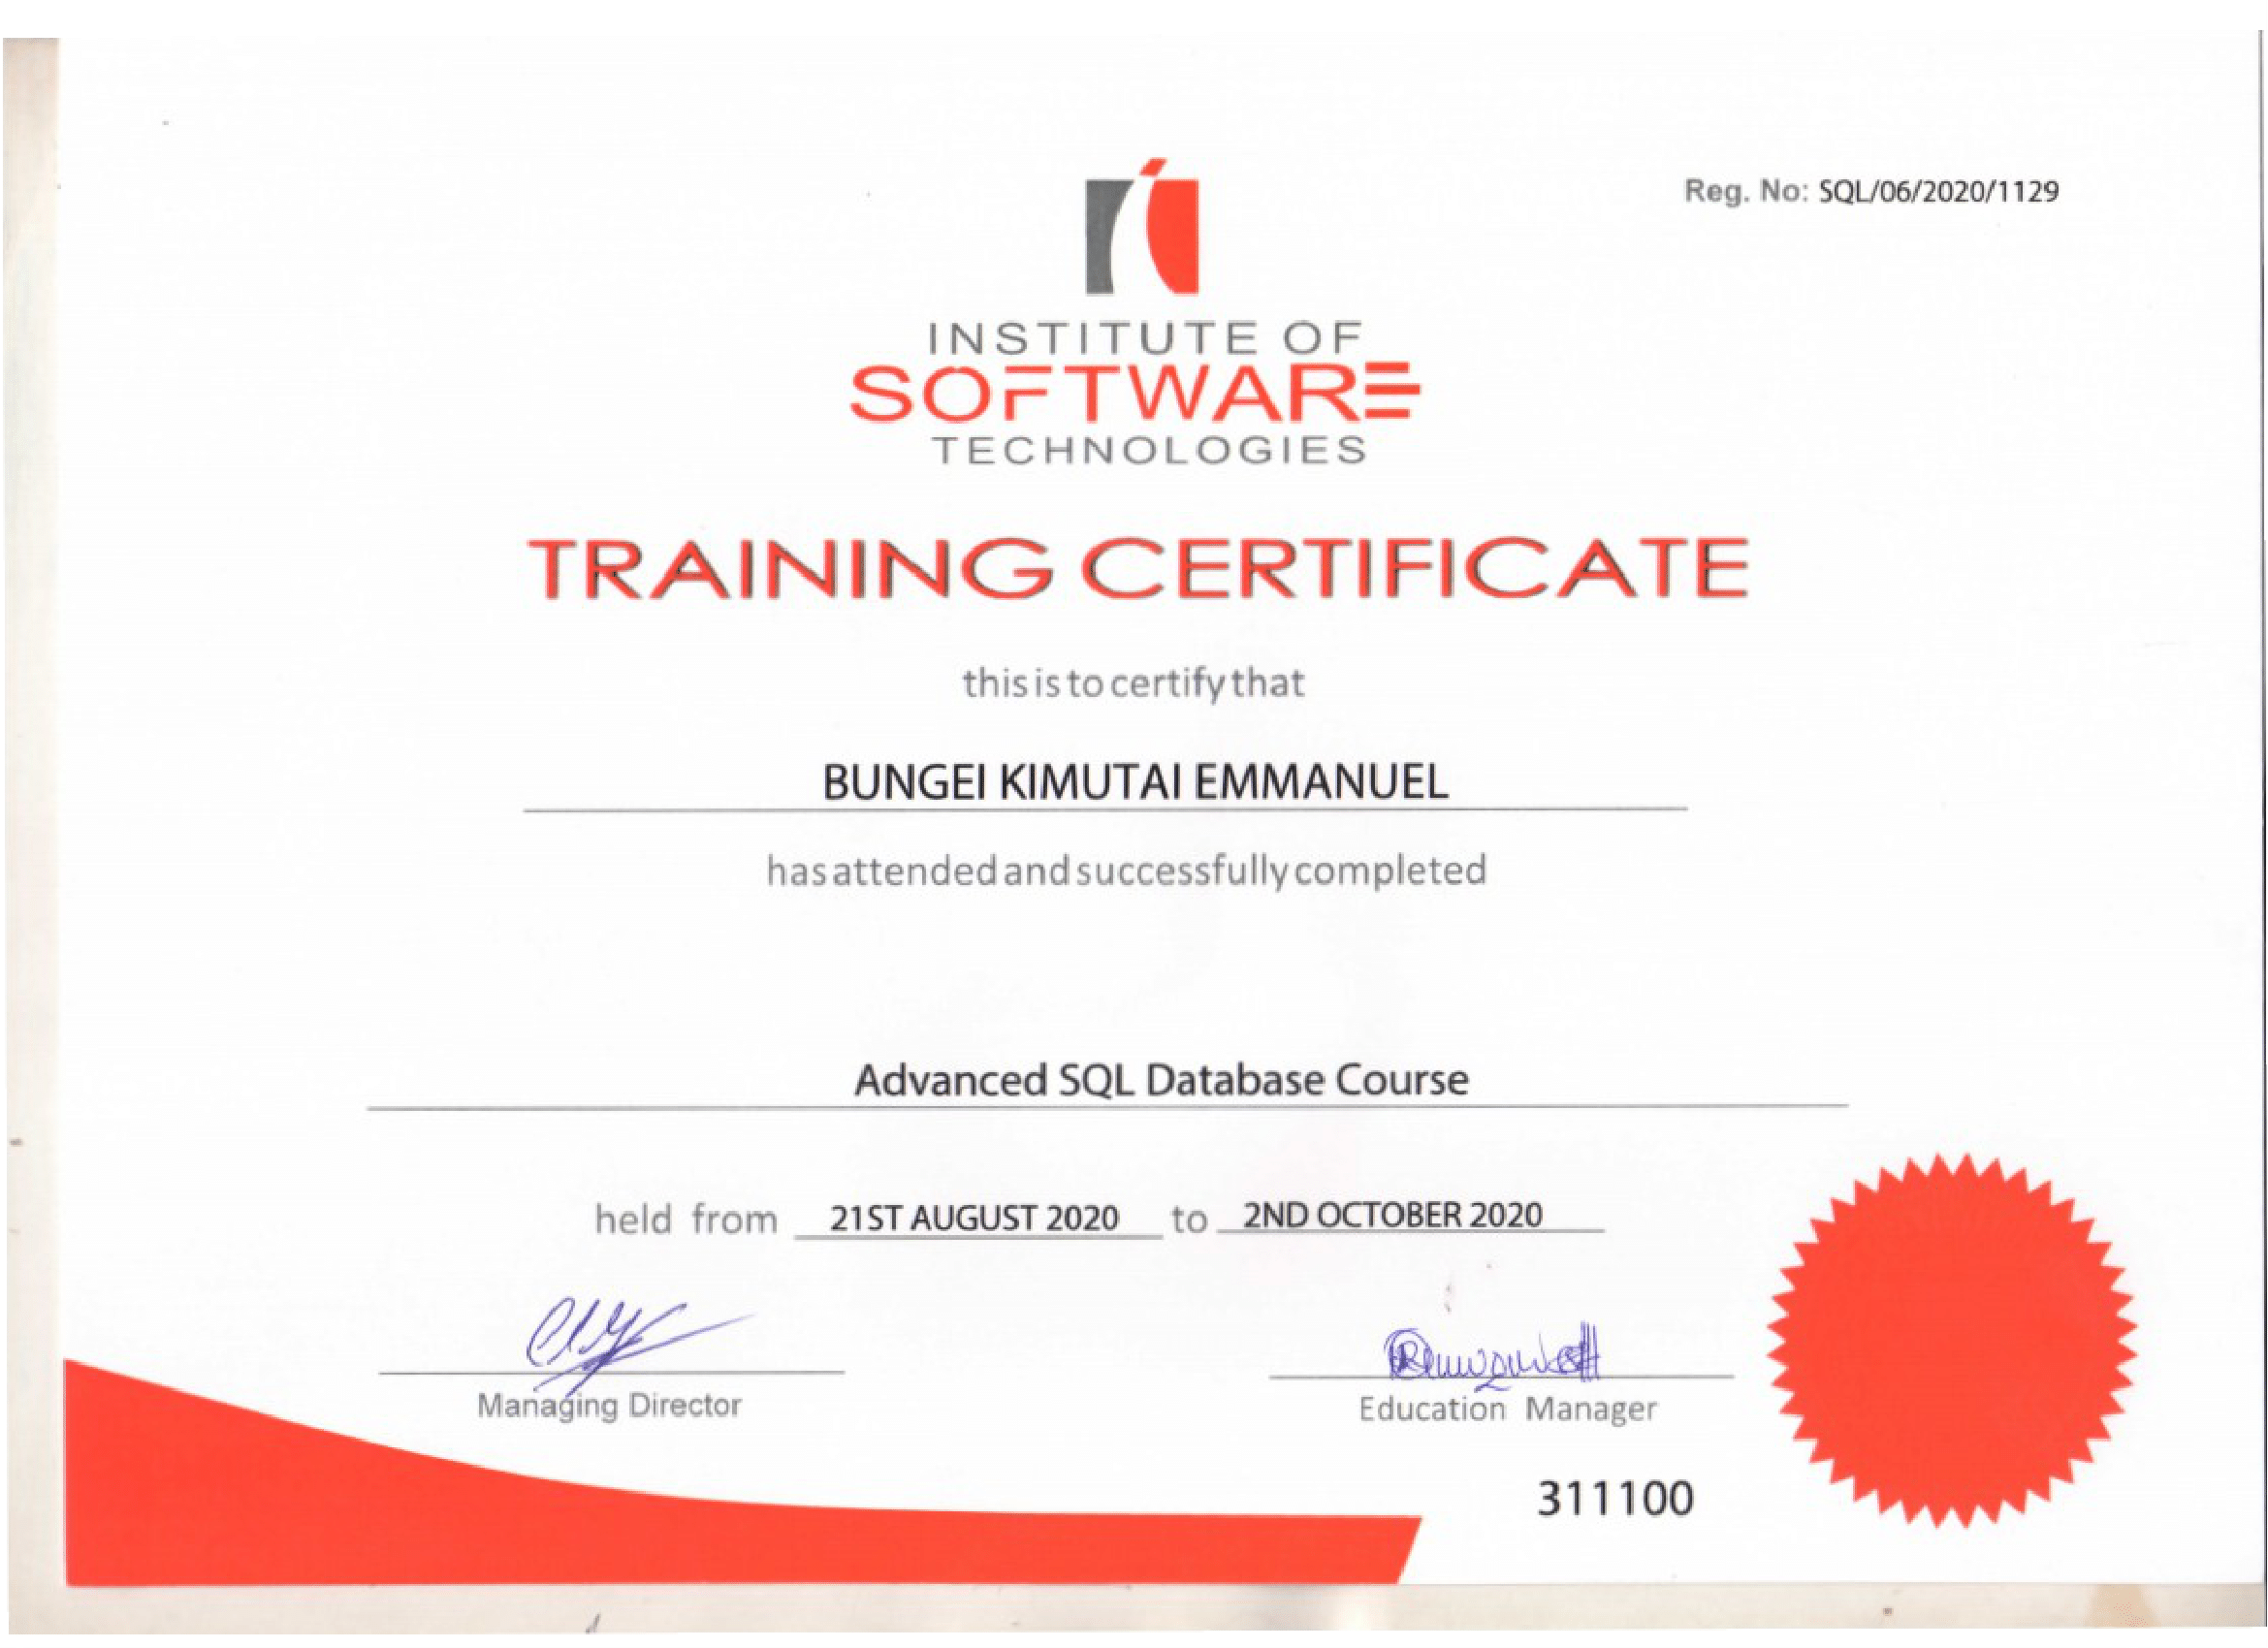 Reg. No: SQL/06/2020/1129
INSTITUTE OF
SOFTWARE
TECHNOLOGIES
TRAINING CERTIFICATE
this is to certify that
BUNGEI KIMUTAI EMMANUEL
has attended and successfully completed
Advanced SQL Database Course
held from 21ST AUGUST 2020 to 2ND OCTOBER 2020
Managing Director
Education Manager
311100